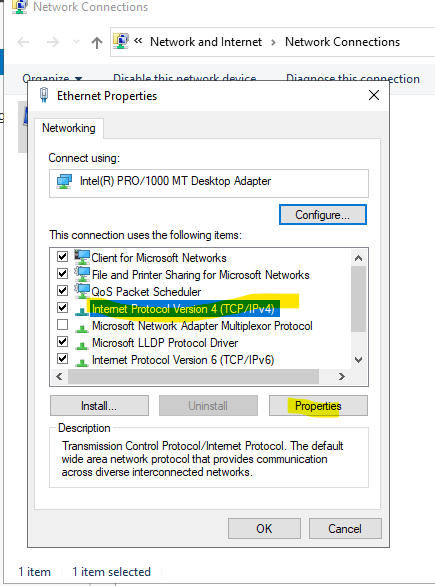 Network Connections
Network and Internet
Network Connections
Organize
Disable this network device
Diagnose this connection
Ethernet Properties
Networking
Connect using:
Intel(R) PRO/1000 MT Desktop Adapter
Configure...
This connection uses the following items:
Client for Microsoft Networks
File and Printer Sharing for Microsoft Networks
QoS Packet Scheduler
Internet Protocol Version 4 (TCP/IPv4)
Microsoft Network Adapter Multiplexor Protocol
Microsoft LLDP Protocol Driver
Internet Protocol Version 6 (TCP/IPv6)
Install...
Uninstall
Properties
Description
Transmission Control Protocol/Internet Protocol. The default
wide area network protocol that provides communication
across diverse interconnected networks.
OK
Cancel
1 item
1 item selected